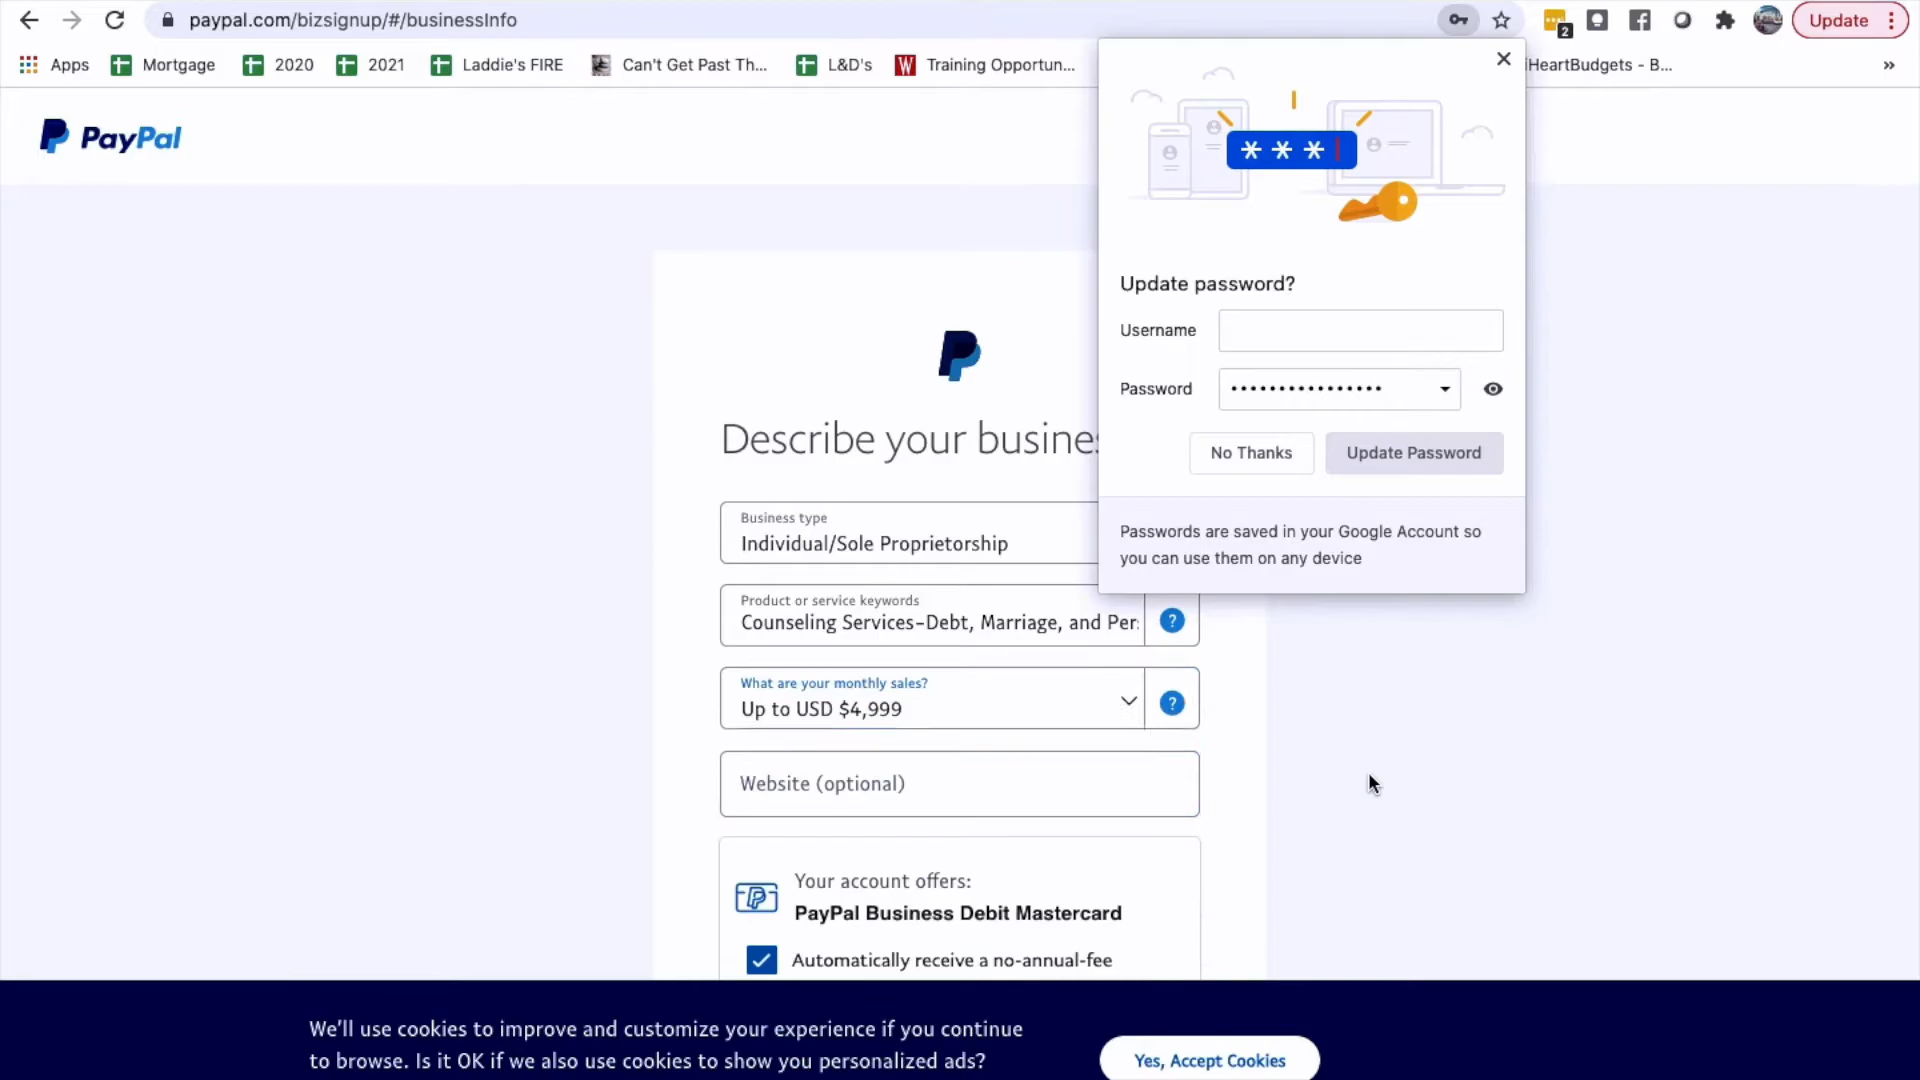 paypal.com/bizsignup/#/businessInfo
2
Update
Apps
Mortgage
2020
2021
Laddie's FIRE
Can't Get Past Th...
L&D's
Training Opportun...
iHeartBudgets - B...
»
PayPal
***
Update password?
Username
Password
••••••••••••••••
No Thanks
Update Password
Passwords are saved in your Google Account so
you can use them on any device
Describe your busines
Business type
Individual/Sole Proprietorship
Product or service keywords
Counseling Services-Debt, Marriage, and Per
?
What are your monthly sales?
Up to USD $4,999
?
Website (optional)
Your account offers:
PayPal Business Debit Mastercard
Automatically receive a no-annual-fee
We'll use cookies to improve and customize your experience if you continue
to browse. Is it OK if we also use cookies to show you personalized ads?
Yes, Accept Cookies